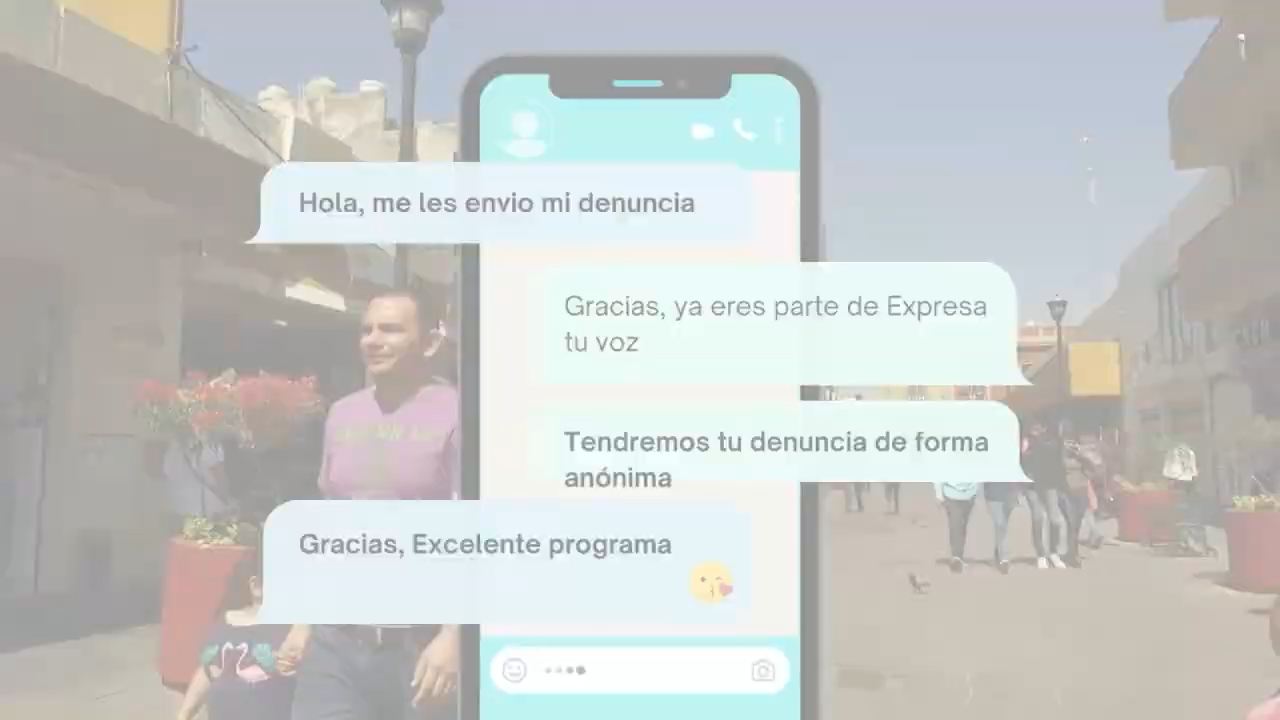 Hola, me les envio mi denuncia
Gracias, ya eres parte de Expresa
tu voz
Tendremos tu denuncia de forma
anónima
Gracias, Excelente programa